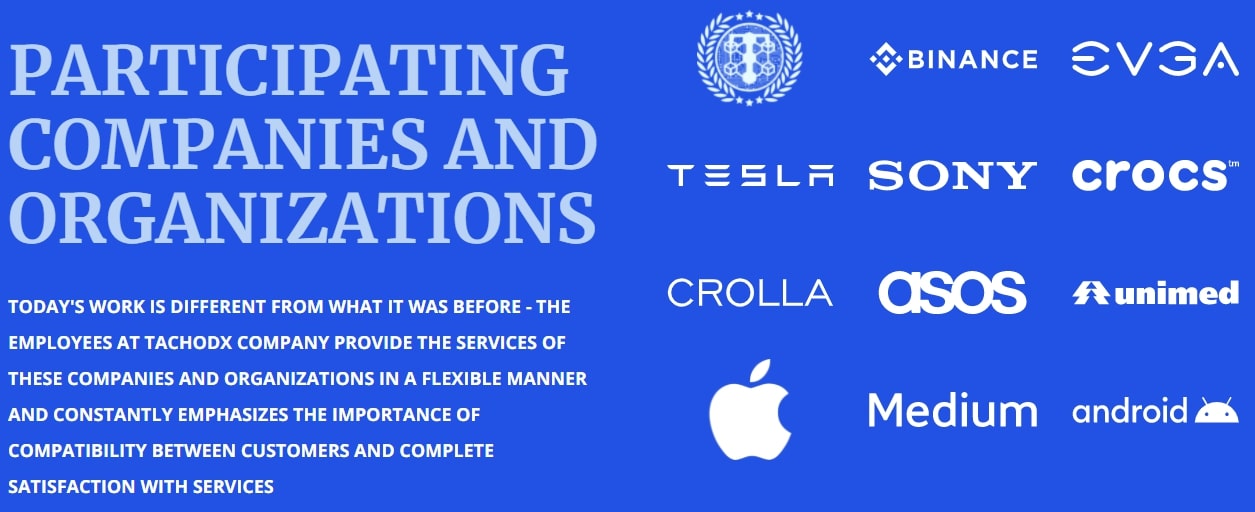 PARTICIPATING
COMPANIES AND
ORGANIZATIONS
TODAY'S WORK IS DIFFERENT FROM WHAT IT WAS BEFORE - THE
EMPLOYEES AT TACHODX COMPANY PROVIDE THE SERVICES OF
THESE COMPANIES AND ORGANIZATIONS IN A FLEXIBLE MANNER
AND CONSTANTLY EMPHASIZES THE IMPORTANCE OF
COMPATIBILITY BETWEEN CUSTOMERS AND COMPLETE
SATISFACTION WITH SERVICES
BINANCE
EVGA
TESLA
SONY
crocs™
CROLLA
asos
unimed
Medium
android